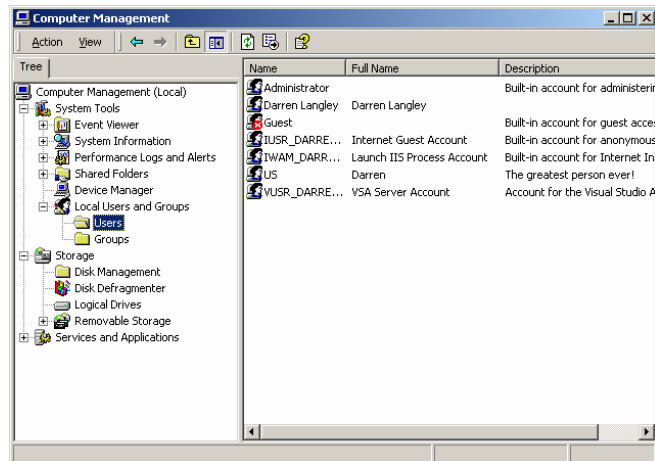 Computer Management
Action View
Tree
Computer Management (Local)
System Tools
Event Viewer
System Information
Performance Logs and Alerts
Shared Folders
Device Manager
Local Users and Groups
Users
Groups
Storage
Disk Management
Disk Defragmenter
Logical Drives
Removable Storage
Services and Applications
Name Full Name Description
Administrator Built-in account for administerin
Darren Langley Darren Langley
Guest Built-in account for guest acces
IUSR_DARRE... Internet Guest Account Built-in account for anonymous
IWAM_DARR... Launch IIS Process Account Built-in account for Internet In
US Darren The greatest person ever!
VUSR_DARRE... VSA Server Account Account for the Visual Studio A